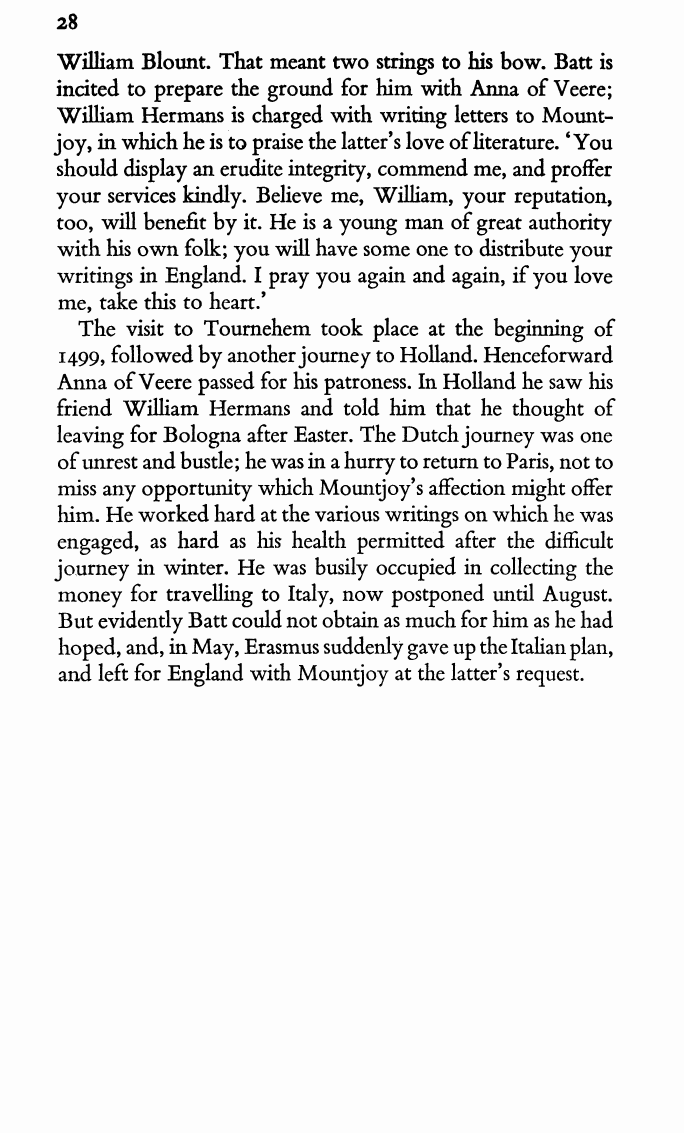 28
William Blount. That meant two strings to his bow. Batt is
incited to prepare the ground for him with Anna of Veere;
William Hermans is charged with writing letters to Mount-
joy, in which he is to praise the latter's love of literature. ‘You
should display an erudite integrity, commend me, and proffer
your services kindly. Believe me, William, your reputation,
too, will benefit by it. He is a young man of great authority
with his own folk; you will have some one to distribute your
writings in England. I pray you again and again, if you love
me, take this to heart.’
The visit to Tournehem took place at the beginning of
1499, followed by another journey to Holland. Henceforward
Anna of Veere passed for his patroness. In Holland he saw his
friend William Hermans and told him that he thought of
leaving for Bologna after Easter. The Dutch journey was one
of unrest and bustle; he was in a hurry to return to Paris, not to
miss any opportunity which Mountjoy's affection might offer
him. He worked hard at the various writings on which he was
engaged, as hard as his health permitted after the difficult
journey in winter. He was busily occupied in collecting the
money for travelling to Italy, now postponed until August.
But evidently Batt could not obtain as much for him as he had
hoped, and, in May, Erasmus suddenly gave up the Italian plan,
and left for England with Mountjoy at the latter's request.